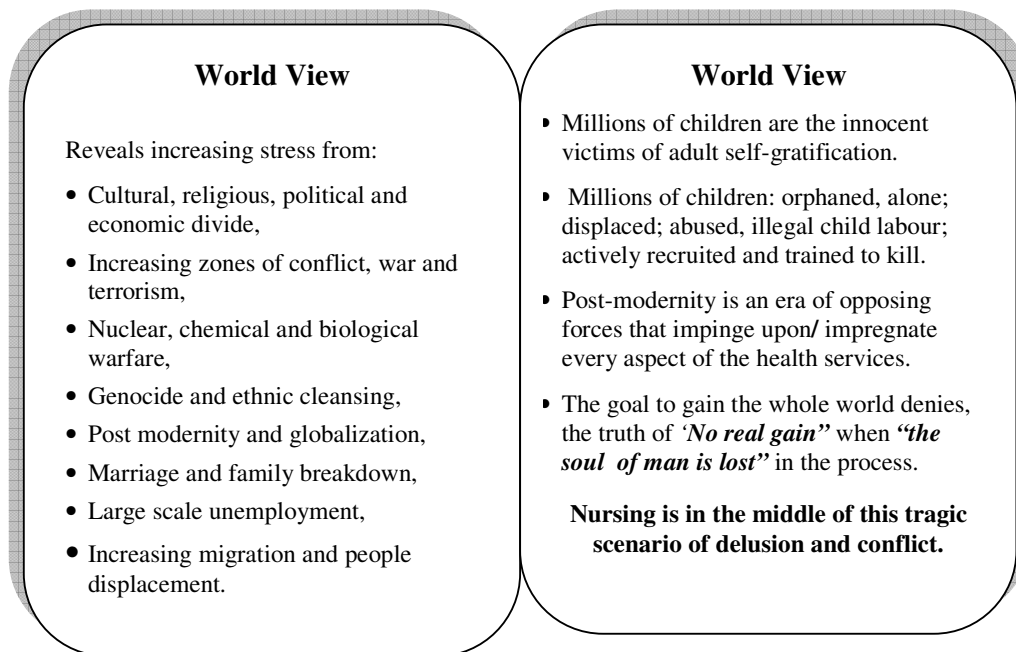 World View
Reveals increasing stress from:
• Cultural, religious, political and
economic divide,
• Increasing zones of conflict, war and
terrorism,
• Nuclear, chemical and biological
warfare,
• Genocide and ethnic cleansing,
• Post modernity and globalization,
• Marriage and family breakdown,
• Large scale unemployment,
• Increasing migration and people
displacement.
World View
• Millions of children are the innocent
victims of adult self-gratification.
• Millions of children: orphaned, alone;
displaced; abused, illegal child labour;
actively recruited and trained to kill.
• Post-modernity is an era of opposing
forces that impinge upon/ impregnate
every aspect of the health services.
• The goal to gain the whole world denies,
the truth of ‘No real gain” when “the
soul of man is lost” in the process.
Nursing is in the middle of this tragic
scenario of delusion and conflict.